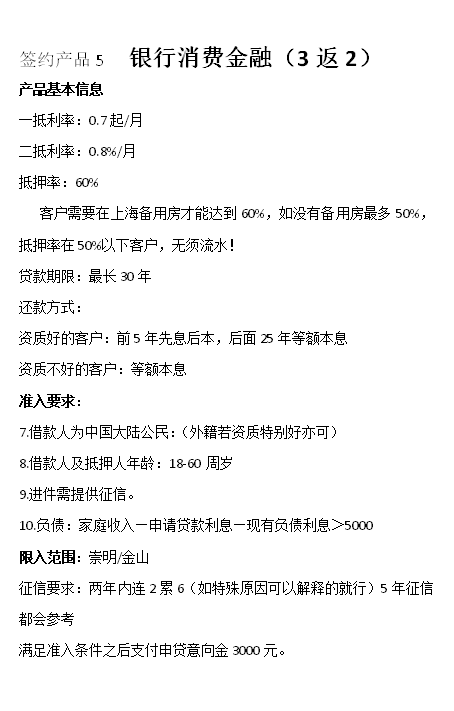 签约产品 5 银行消费金融（3 返 2）
产品基本信息
一抵利率：0.7 起/月
二抵利率：0.8%/月
抵押率：60%
客户需要在上海备用房才能达到 60%，如没有备用房最多 50%，
抵押率在 50%以下客户，无须流水！
贷款期限：最长 30 年
还款方式：
资质好的客户：前 5 年先息后本，后面 25 年等额本息
资质不好的客户：等额本息
准入要求：
7.借款人为中国大陆公民：（外籍若资质特别好亦可）
8.借款人及抵押人年龄：18-60 周岁
9.进件需提供征信。
10.负债：家庭收入—申请贷款利息—现有负债利息＞5000
限入范围：崇明/金山
征信要求：两年内连 2 累 6（如特殊原因可以解释的就行）5 年征信
都会参考
满足准入条件之后支付申贷意向金 3000 元。